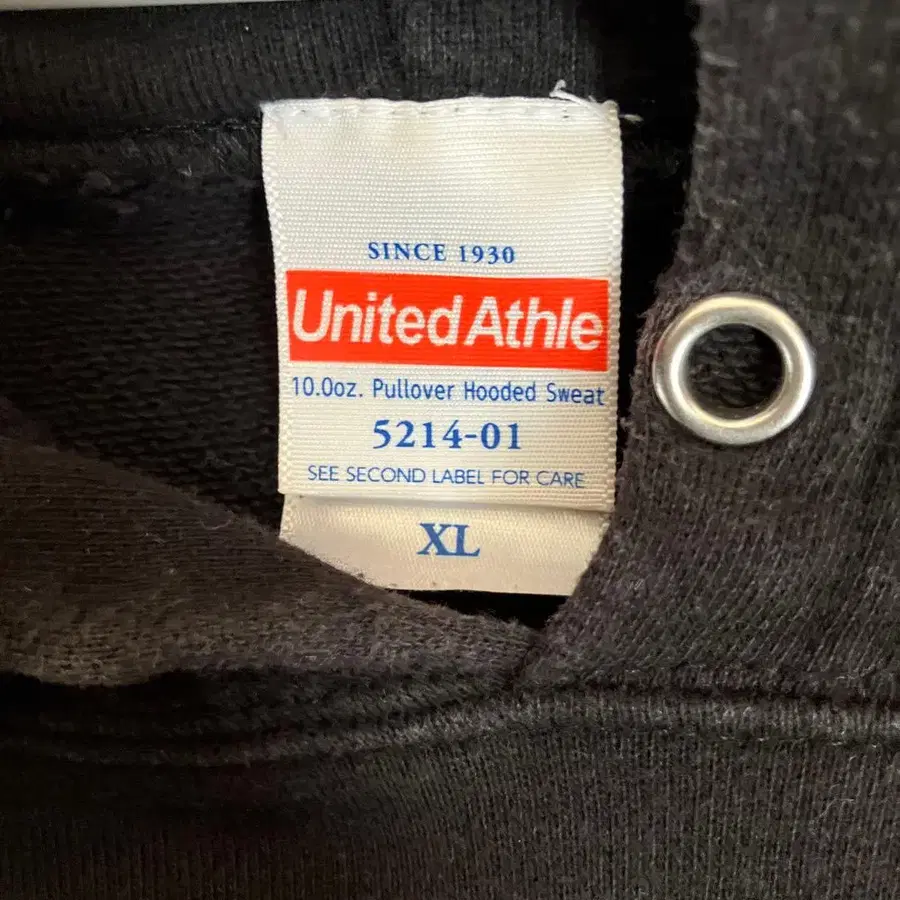 SINCE 1930
United Athle
10.0oz. Pullover Hooded Sweat
5214-01
SEE SECOND LABEL FOR CARE
XL